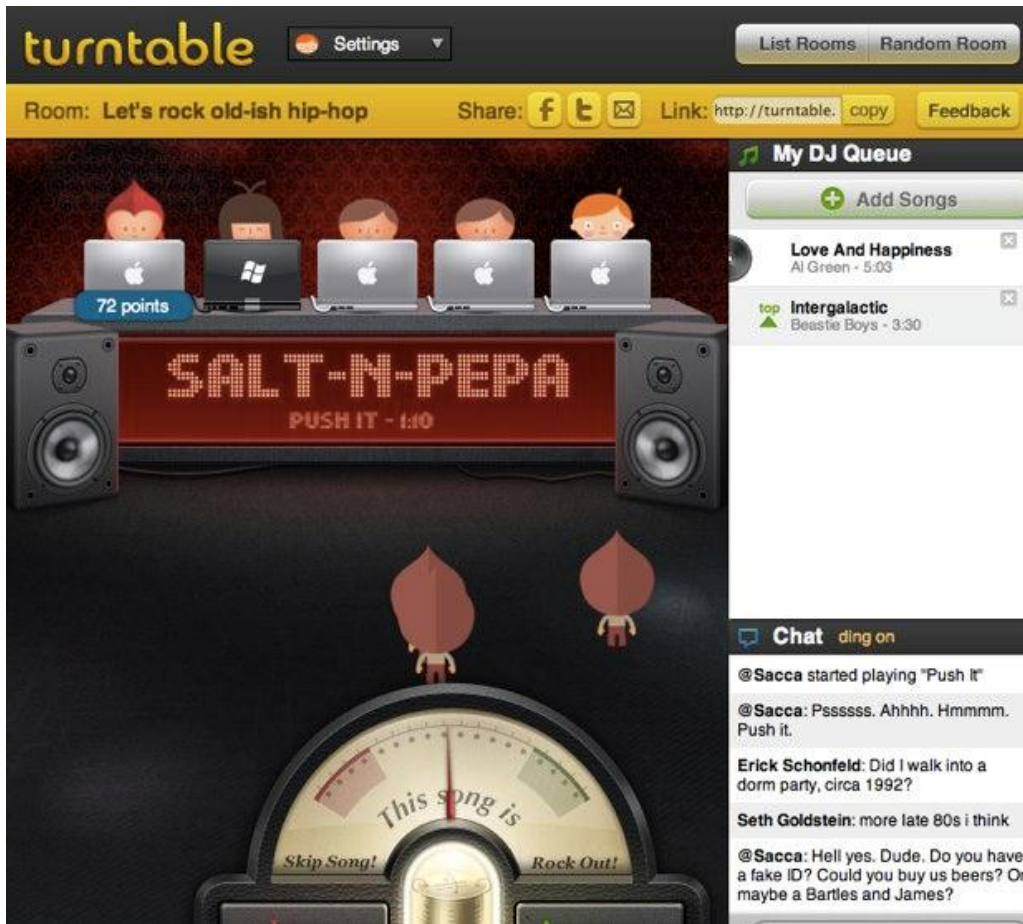 turntable
Settings
List Rooms
Random Room
Room: Let's rock old-ish hip-hop
Share:
Link: http://turntable.
copy
Feedback
72 points
SALT-N-PEPA
PUSH IT - 1:10
My DJ Queue
Add Songs
Love And Happiness
Al Green - 5:03
top
Intergalactic
Beastie Boys - 3:30
Chat ding on
@Sacca started playing "Push It"
@Sacca: Pssssss. Ahhhh. Hmmmm.
Push it.
Erick Schonfeld: Did I walk into a
dorm party, circa 1992?
Seth Goldstein: more late 80s i think
@Sacca: Hell yes. Dude. Do you have
a fake ID? Could you buy us beers? Or
maybe a Bartles and James?
This song is
Skip Song!
Rock Out!